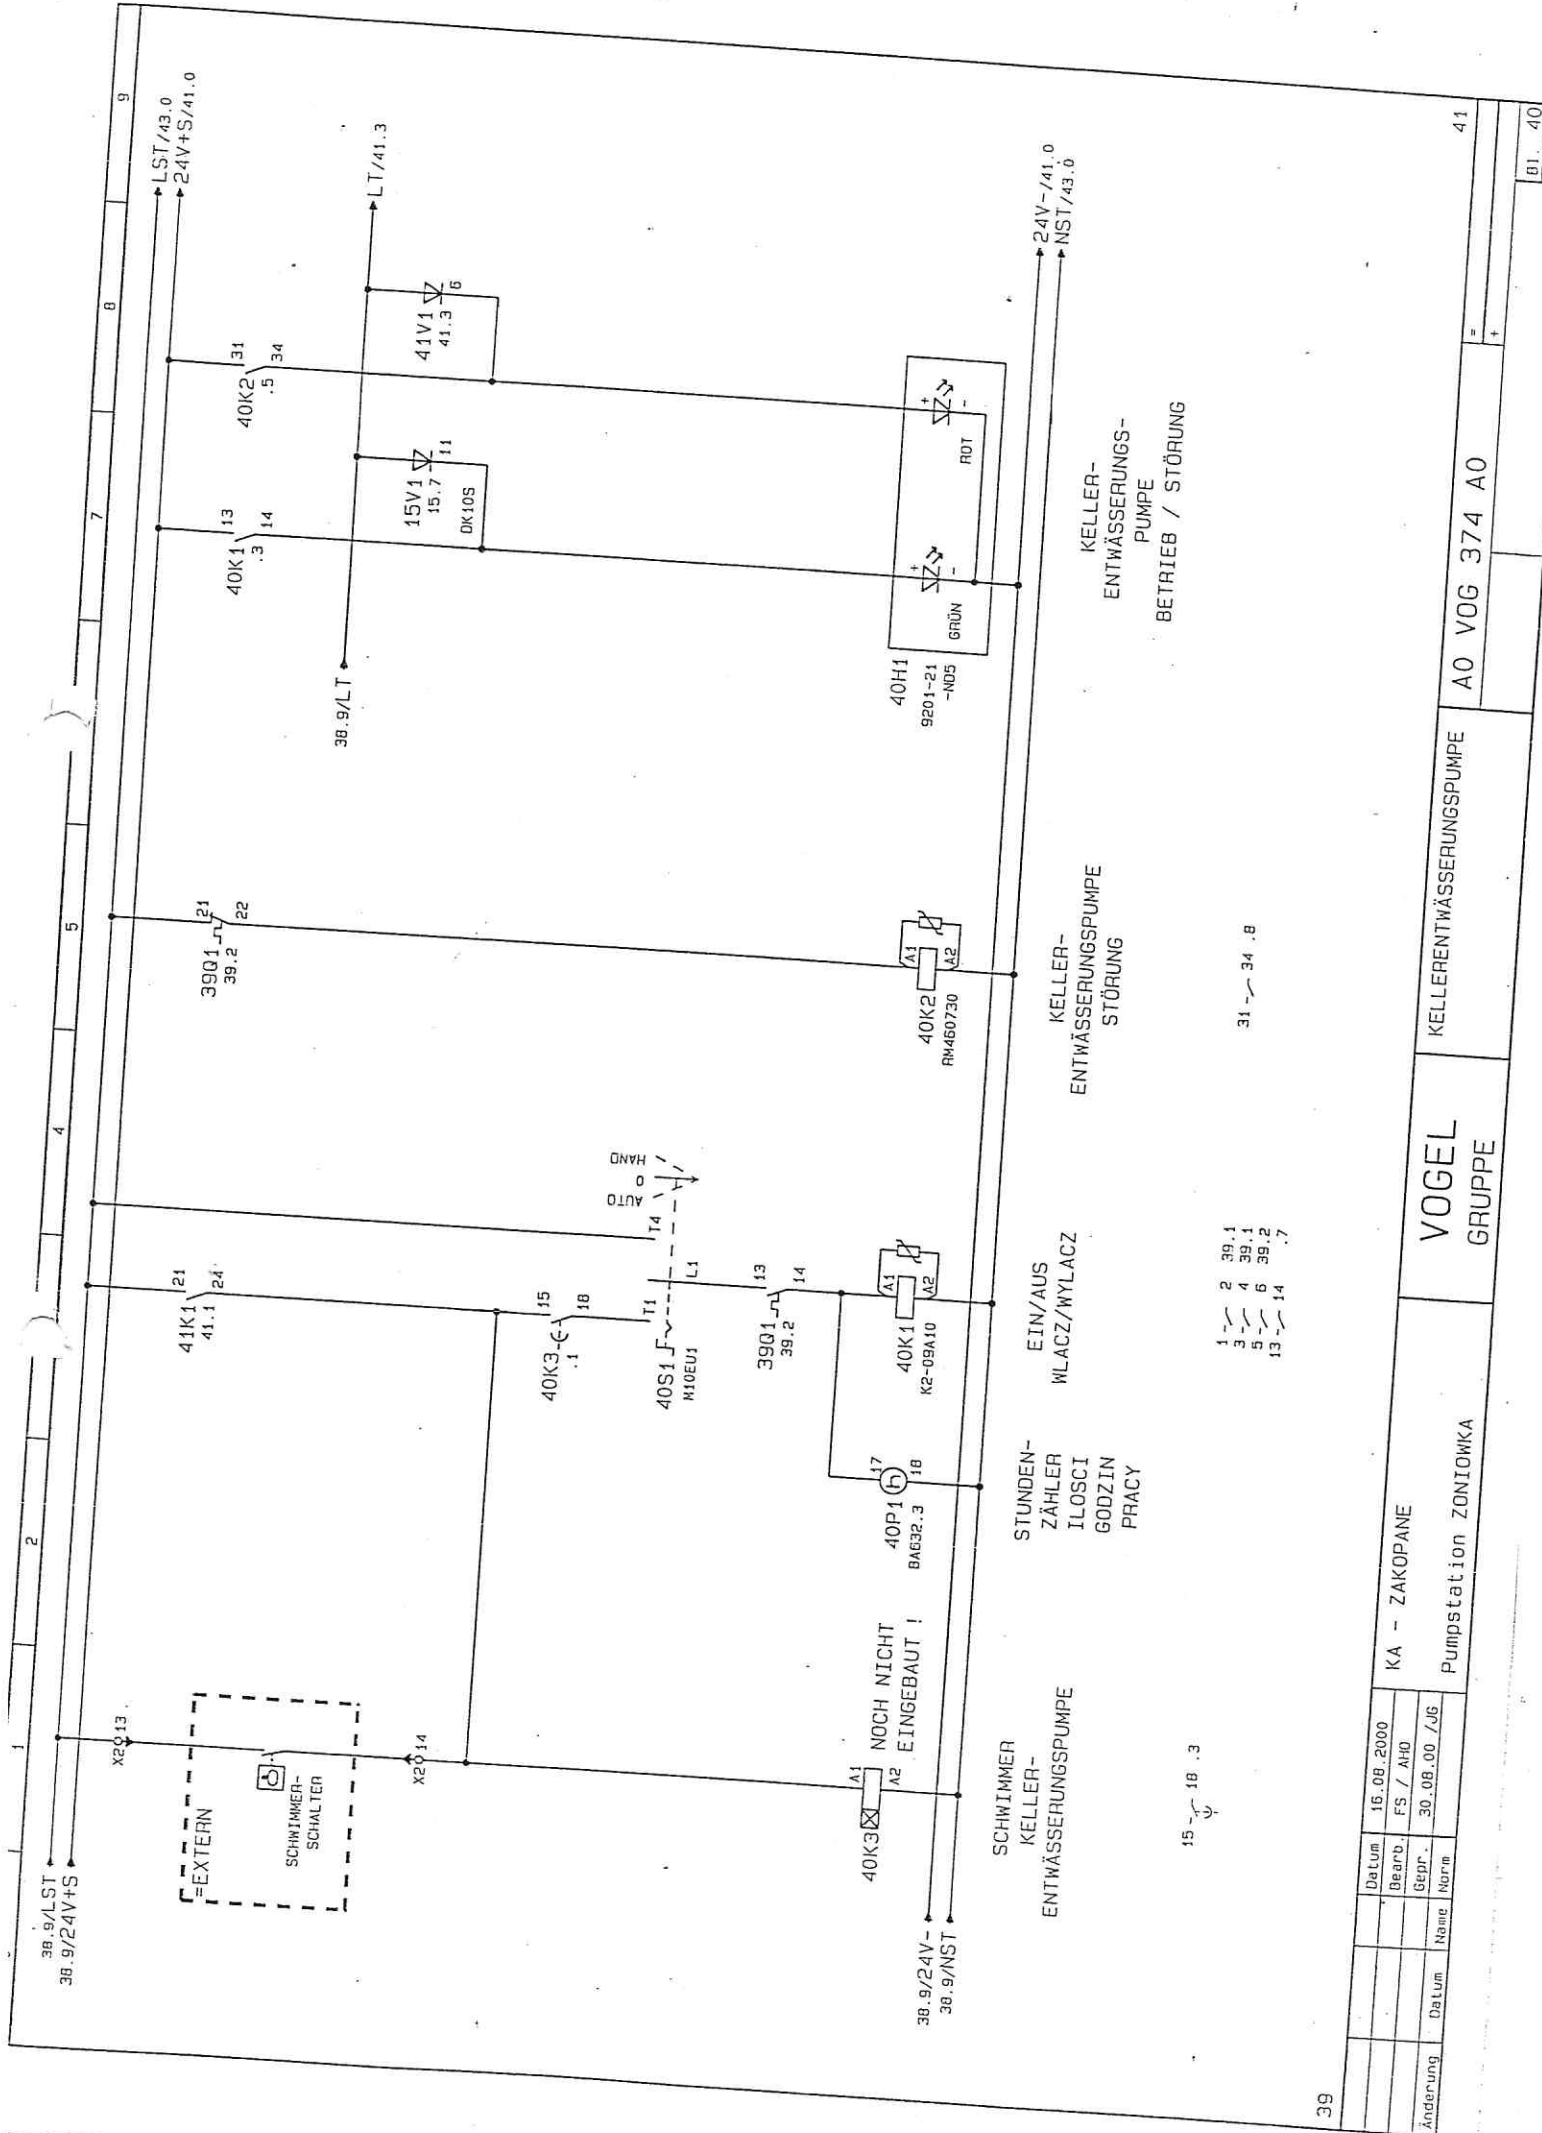 1
2
4
5
7
8
9
38.9/LST
38.9/24V+S
LST/43.0
24V+S/41.0
X2 13
=EXTERN
SCHWIMMER-
SCHALTER
X2 14
41K1
41.1
21
24
40K3
.1
15
18
40S1
M10EU1
T1
T4
L1
AUTO
0
HAND
39Q1
39.2
13
14
39Q1
39.2
21
22
38.9/LT
LT/41.3
40K1
.3
13
14
15V1
15.7
11
DK10S
40K2
.5
31
34
41V1
41.3
6
40K3
A1
A2
NOCH NICHT
EINGEBAUT !
40P1
BA632.3
17
18
h
40K1
K2-09A10
A1
A2
40K2
RM460730
A1
A2
40H1
9201-21
-N05
+
-
GRÜN
+
-
ROT
38.9/24V-
38.9/NST
24V-/41.0
NST/43.0
SCHWIMMER
KELLER-
ENTWÄSSERUNGSPUMPE
STUNDEN-
ZÄHLER
ILOSCI
GODZIN
PRACY
EIN/AUS
WLACZ/WYLACZ
KELLER-
ENTWÄSSERUNGSPUMPE
STÖRUNG
KELLER-
ENTWÄSSERUNGS-
PUMPE
BETRIEB / STÖRUNG
15 18 .3
1 2 39.1
3 4 39.1
5 6 39.2
13 14 .7
31 34 .8
39
41
Änderung Datum Name Norm
Datum 16.08.2000
Bearb. FS / AHO
Gepr. 30.08.00 /JG
KA - ZAKOPANE
Pumpstation ZONIOWKA
VOGEL
GRUPPE
KELLERENTWÄSSERUNGSPUMPE
AO VOG 374 AO
=
+
Bl. 40